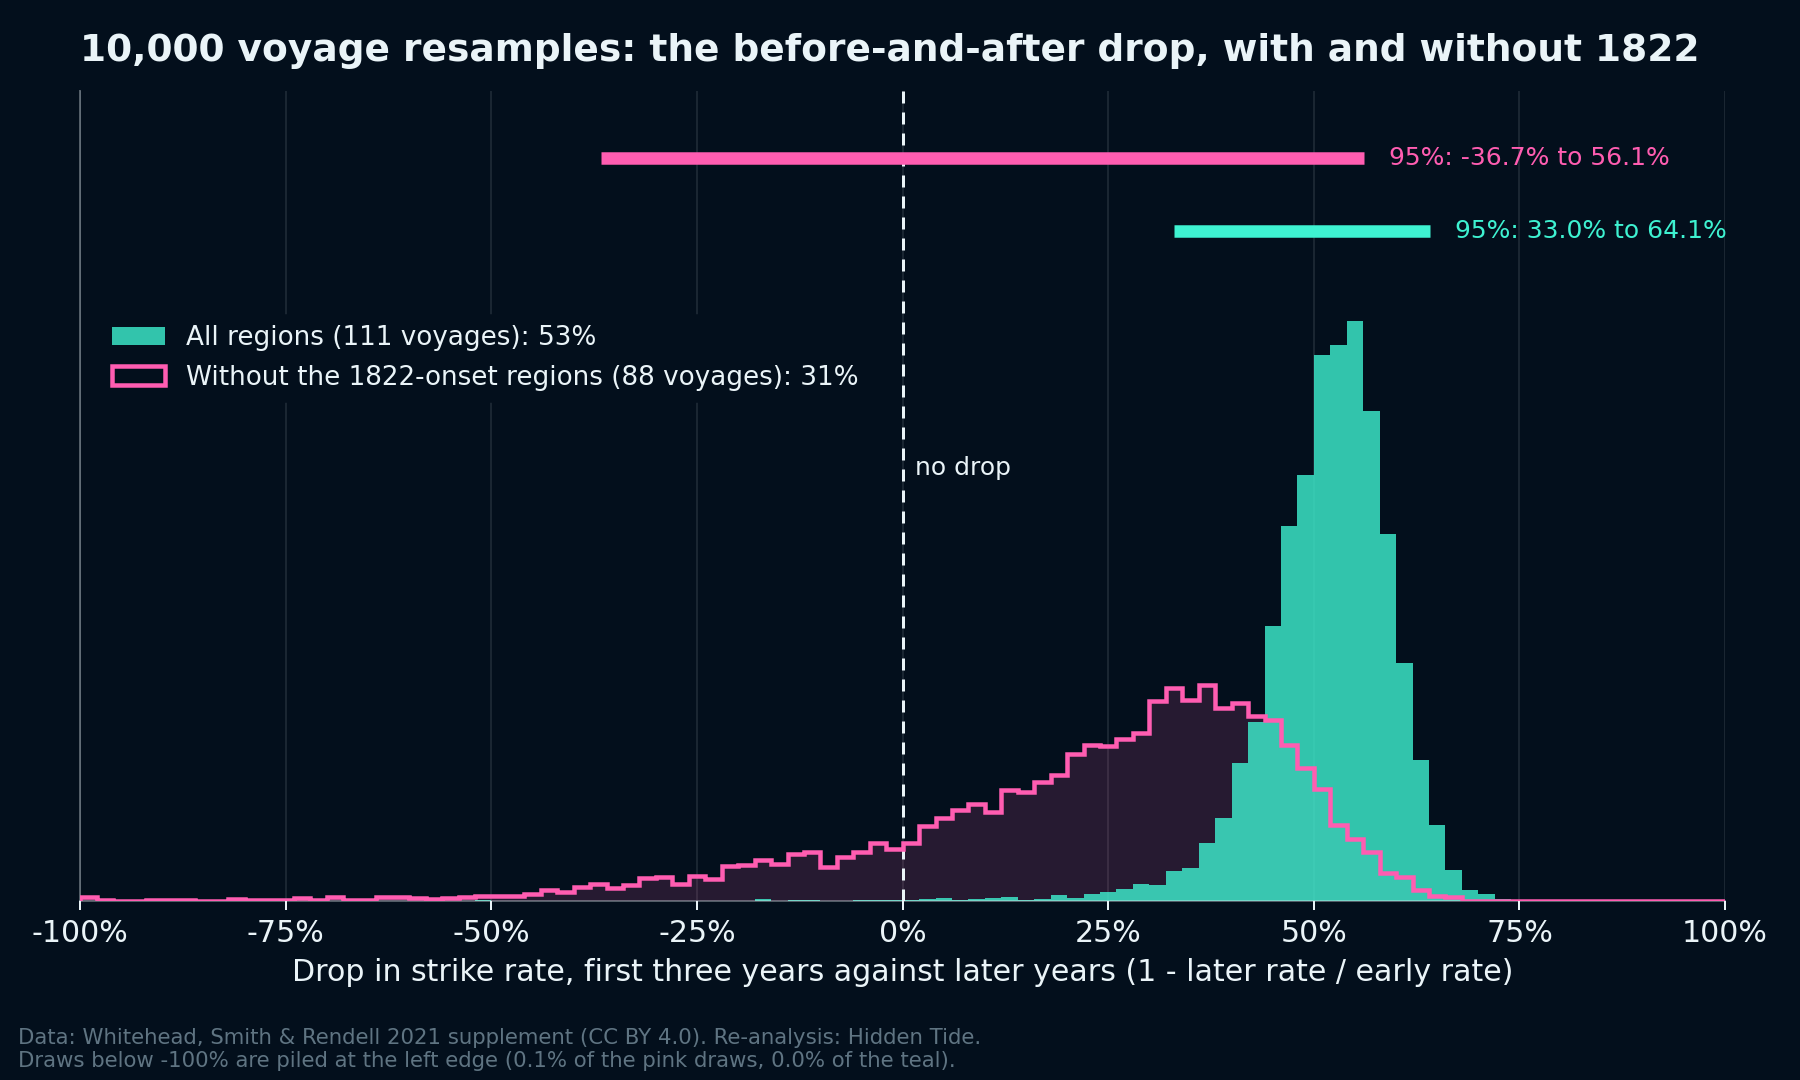 10,000 voyage resamples: the before-and-after drop, with and without 1822
95%: -36.7% to 56.1%
95%: 33.0% to 64.1%
All regions (111 voyages): 53%
Without the 1822-onset regions (88 voyages): 31%
no drop
-100% -75% -50% -25% 0% 25% 50% 75% 100%
Drop in strike rate, first three years against later years (1 - later rate / early rate)
Data: Whitehead, Smith & Rendell 2021 supplement (CC BY 4.0). Re-analysis: Hidden Tide.
Draws below -100% are piled at the left edge (0.1% of the pink draws, 0.0% of the teal).